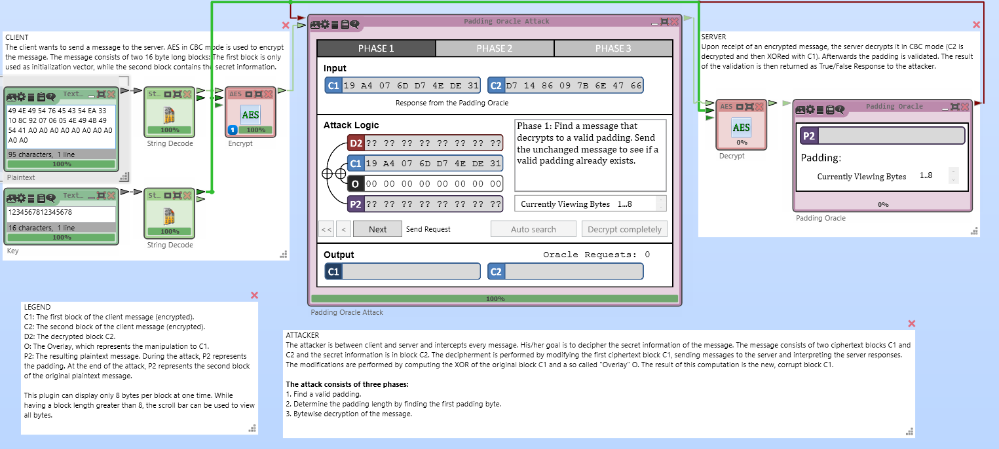 CLIENT
The client wants to send a message to the server. AES in CBC mode is used to encrypt
the message. The message consists of two 16 byte long blocks: The first block is only
used as initialization vector, while the second block contains the secret information.
Text...
49 4E 49 54 76 45 43 54 EA 33
10 8C 92 07 06 05 4E 49 4B 49
54 41 A0 A0 A0 A0 A0 A0 A0 A0
A0 A0
95 characters, 1 line
100%
Plaintext
St...
100%
String Decode
AES
AES
1
100%
Encrypt
Text...
1234567812345678
16 characters, 1 line
100%
Key
St...
100%
String Decode
Padding Oracle Attack
PHASE 1
PHASE 2
PHASE 3
Input
C1 19 A4 07 6D D7 4E DE 31
C2 D7 14 86 09 7B 6E 47 66
Response from the Padding Oracle
Attack Logic
D2 ?? ?? ?? ?? ?? ?? ?? ??
C1 19 A4 07 6D D7 4E DE 31
O 00 00 00 00 00 00 00 00
P2 ?? ?? ?? ?? ?? ?? ?? ??
Phase 1: Find a message that
decrypts to a valid padding. Send
the unchanged message to see if a
valid padding already exists.
Currently Viewing Bytes 1...8
<< < Next Send Request
Auto search
Decrypt completely
Output
Oracle Requests: 0
C1
C2
100%
Padding Oracle Attack
SERVER
Upon receipt of an encrypted message, the server decrypts it in CBC mode (C2 is
decrypted and then XORed with C1). Afterwards the padding is validated. The result
of the validation is then returned as True/False Response to the attacker.
AES
AES
0%
Decrypt
Padding Oracle
P2
Padding:
Currently Viewing Bytes 1..8
0%
Padding Oracle
LEGEND
C1: The first block of the client message (encrypted).
C2: The second block of the client message (encrypted).
D2: The decrypted block C2.
O: The Overlay, which represents the manipulation to C1.
P2: The resulting plaintext message. During the attack, P2 represents
the padding. At the end of the attack, P2 represents the second block
of the original plaintext message.
This plugin can display only 8 bytes per block at one time. While
having a block length greater than 8, the scroll bar can be used to view
all bytes.
ATTACKER
The attacker is between client and server and intercepts every message. His/her goal is to decipher the secret information of the message. The message consists of two ciphertext blocks C1 and
C2 and the secret information is in block C2. The decipherment is performed by modifying the first ciphertext block C1, sending messages to the server and interpreting the server responses.
The modifications are performed by computing the XOR of the original block C1 and a so called "Overlay" O. The result of this computation is the new, corrupt block C1.
The attack consists of three phases:
1. Find a valid padding.
2. Determine the padding length by finding the first padding byte.
3. Bytewise decryption of the message.